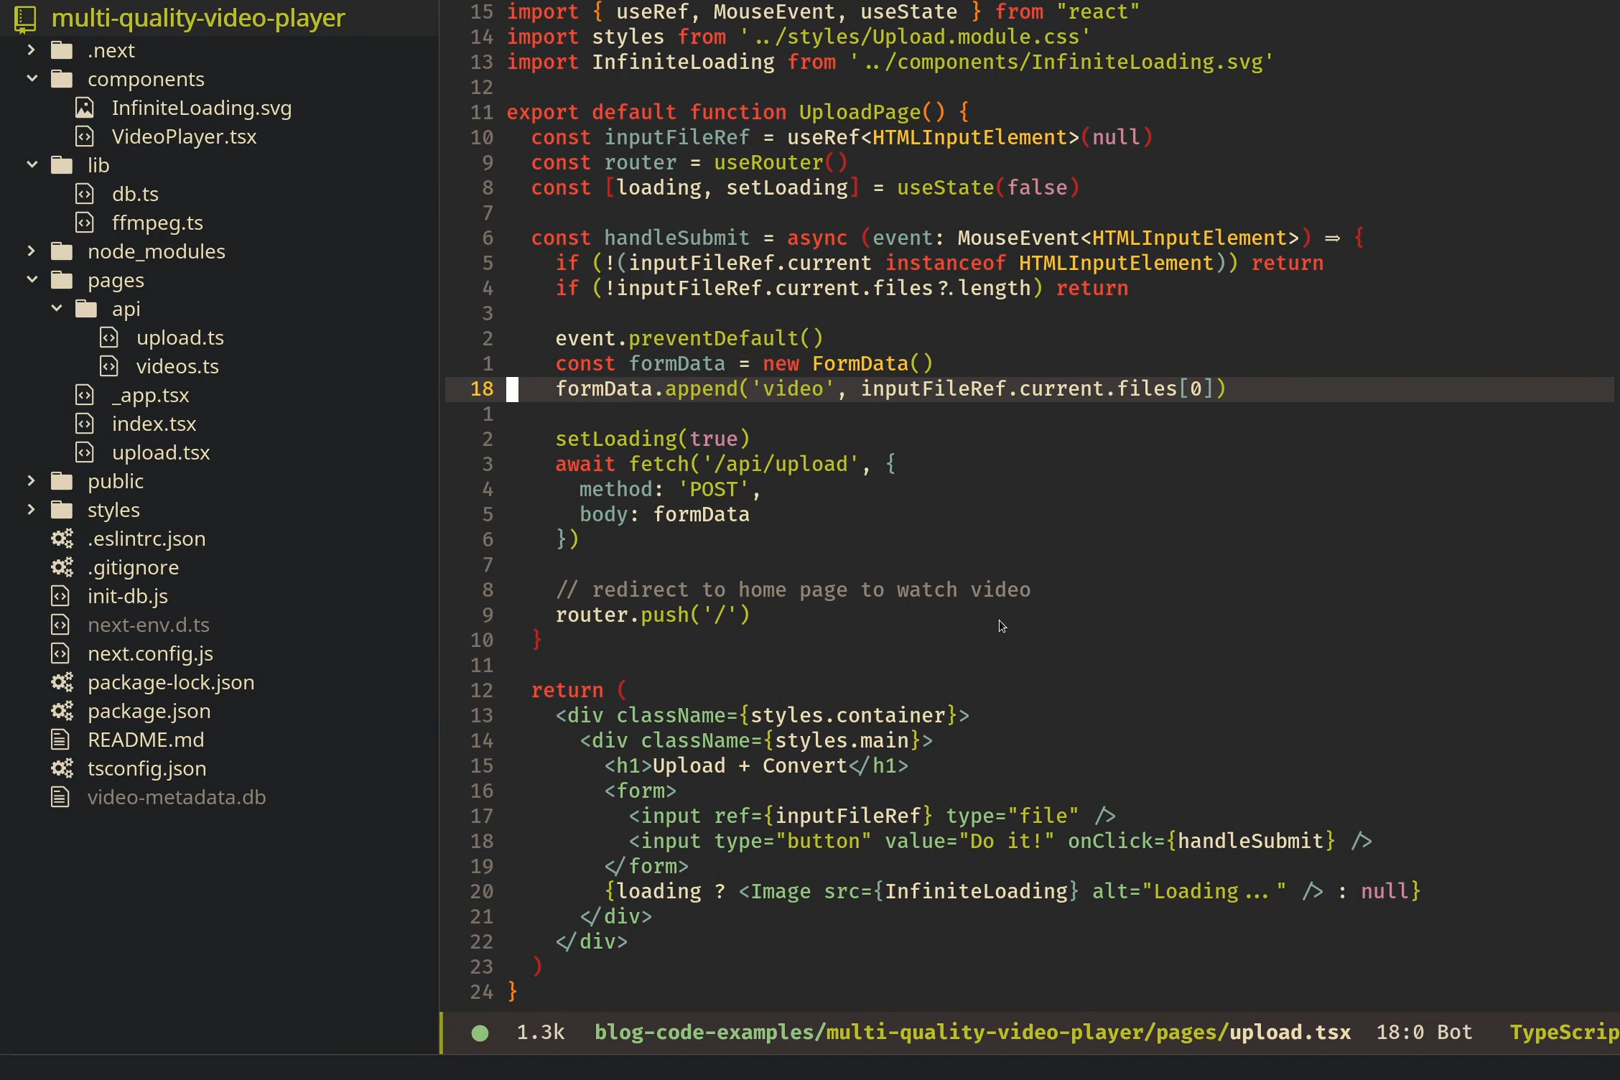 multi-quality-video-player
.next
components
InfiniteLoading.svg
VideoPlayer.tsx
lib
db.ts
ffmpeg.ts
node_modules
pages
api
upload.ts
videos.ts
_app.tsx
index.tsx
upload.tsx
public
styles
.eslintrc.json
.gitignore
init-db.js
next-env.d.ts
next.config.js
package-lock.json
package.json
README.md
tsconfig.json
video-metadata.db
15 import { useRef, MouseEvent, useState } from "react"
14 import styles from '../styles/Upload.module.css'
13 import InfiniteLoading from '../components/InfiniteLoading.svg'
12
11 export default function UploadPage() {
10   const inputFileRef = useRef<HTMLInputElement>(null)
9   const router = useRouter()
8   const [loading, setLoading] = useState(false)
7
6   const handleSubmit = async (event: MouseEvent<HTMLInputElement>) => {
5     if (!(inputFileRef.current instanceof HTMLInputElement)) return
4     if (!inputFileRef.current.files?.length) return
3
2     event.preventDefault()
1     const formData = new FormData()
18     formData.append('video', inputFileRef.current.files[0])
1
2     setLoading(true)
3     await fetch('/api/upload', {
4       method: 'POST',
5       body: formData
6     })
7
8     // redirect to home page to watch video
9     router.push('/')
10   }
11
12   return (
13     <div className={styles.container}>
14       <div className={styles.main}>
15         <h1>Upload + Convert</h1>
16         <form>
17           <input ref={inputFileRef} type="file" />
18           <input type="button" value="Do it!" onClick={handleSubmit} />
19         </form>
20         {loading ? <Image src={InfiniteLoading} alt="Loading..." /> : null}
21       </div>
22     </div>
23   )
24 }
1.3k blog-code-examples/multi-quality-video-player/pages/upload.tsx 18:0 Bot TypeScrip